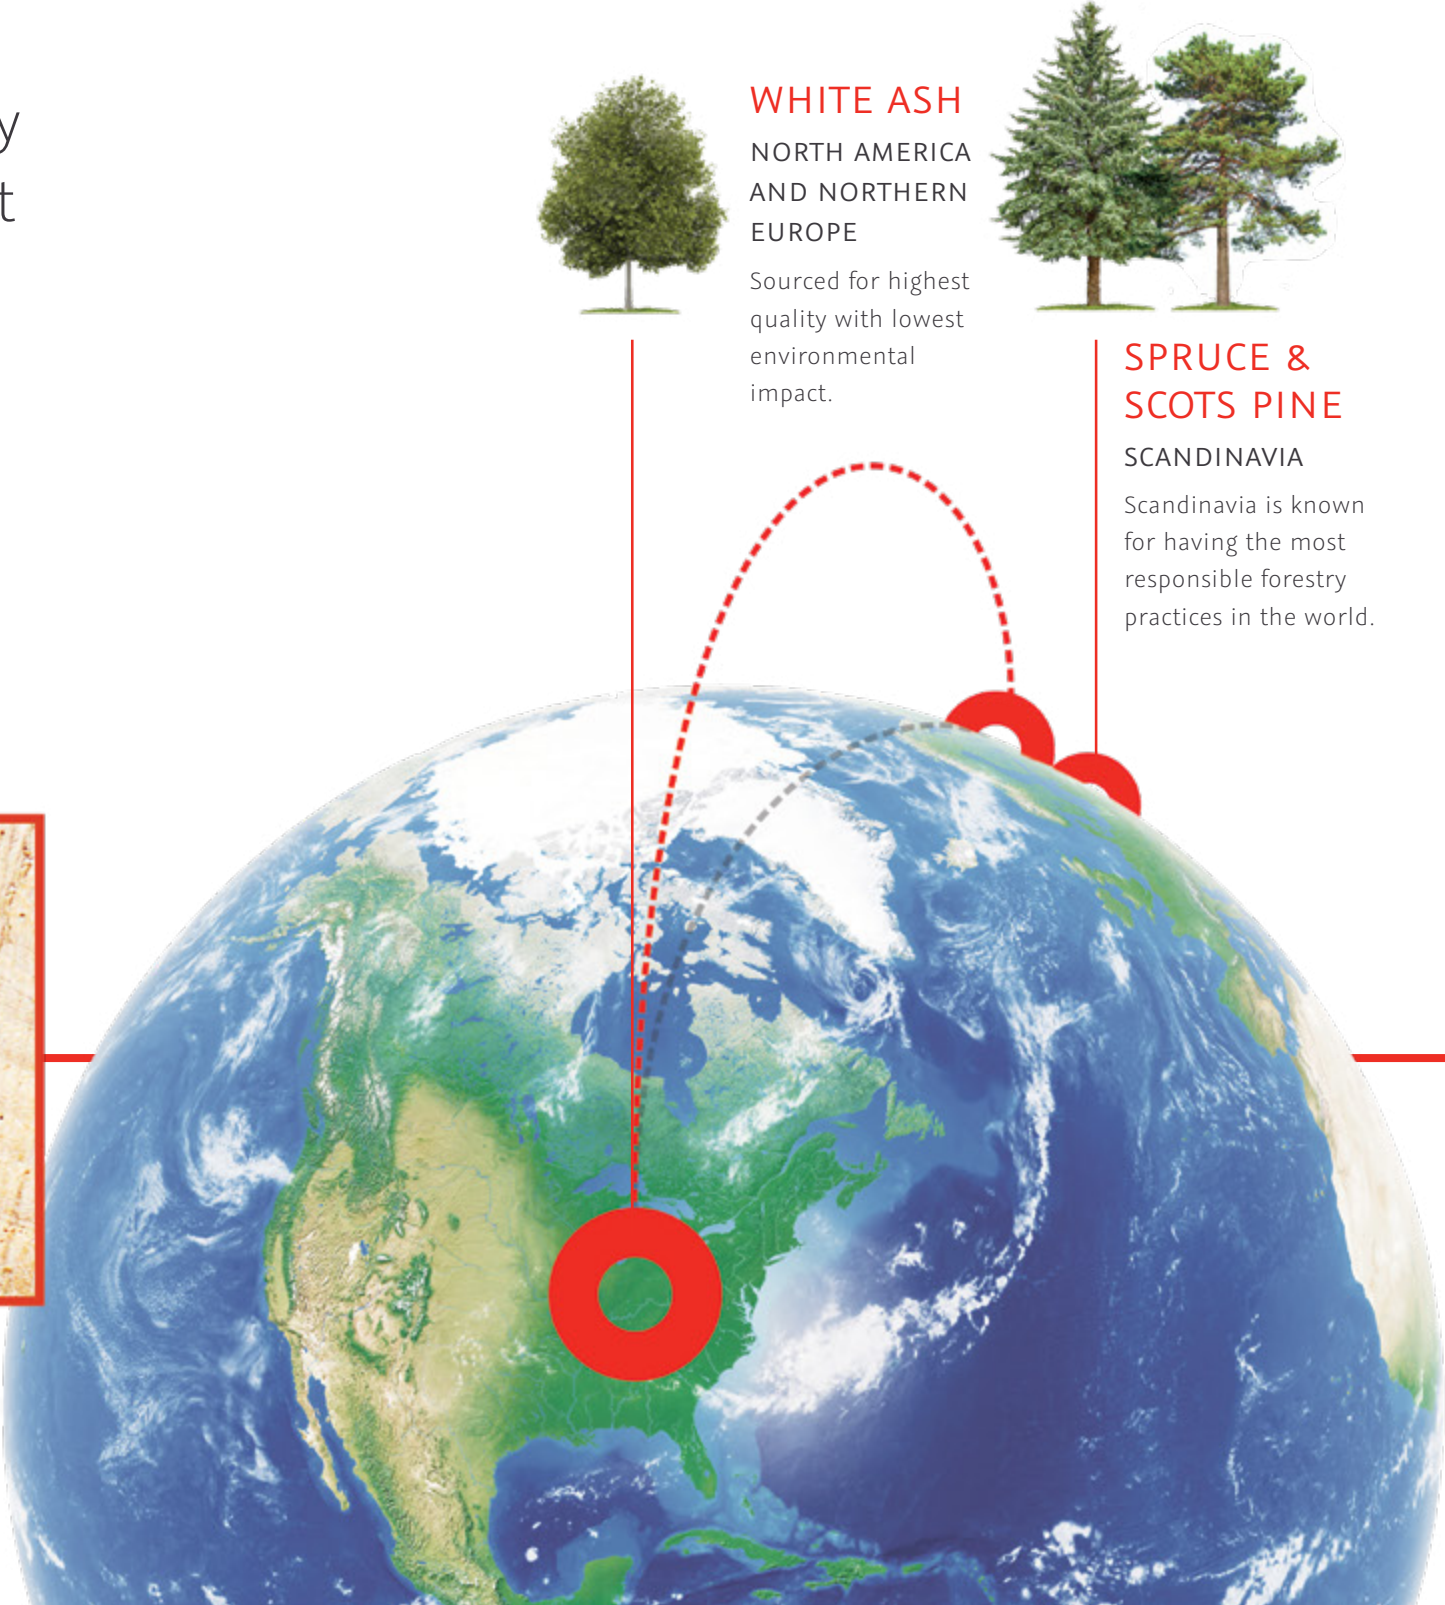 y
t
WHITE ASH
NORTH AMERICA
AND NORTHERN
EUROPE
Sourced for highest
quality with lowest
environmental
impact.
SPRUCE &
SCOTS PINE
SCANDINAVIA
Scandinavia is known
for having the most
responsible forestry
practices in the world.